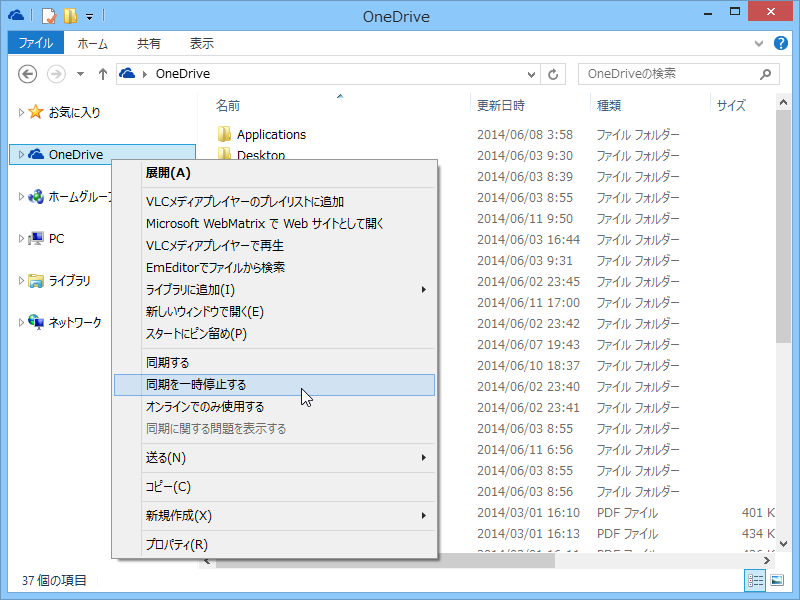 OneDrive
ファイル ホーム 共有 表示
OneDrive OneDriveの検索
名前 更新日時 種類 サイズ
お気に入り
OneDrive
ホームグループ
PC
ライブラリ
ネットワーク
Applications 2014/06/08 3:58 ファイル フォルダー
Desktop 2014/06/03 9:30 ファイル フォルダー
2014/06/03 8:39 ファイル フォルダー
2014/06/03 8:55 ファイル フォルダー
2014/06/11 9:50 ファイル フォルダー
2014/06/03 16:44 ファイル フォルダー
2014/06/03 9:31 ファイル フォルダー
2014/06/02 23:45 ファイル フォルダー
2014/06/11 17:00 ファイル フォルダー
2014/06/02 23:42 ファイル フォルダー
2014/06/07 19:43 ファイル フォルダー
2014/06/10 18:37 ファイル フォルダー
2014/06/02 23:40 ファイル フォルダー
2014/06/02 23:41 ファイル フォルダー
2014/06/03 8:55 ファイル フォルダー
2014/06/11 6:56 ファイル フォルダー
2014/06/03 8:55 ファイル フォルダー
2014/06/03 8:56 ファイル フォルダー
2014/03/01 16:10 PDF ファイル 401 K
2014/03/01 16:13 PDF ファイル 434 K
展開(A)
VLCメディアプレイヤーのプレイリストに追加
Microsoft WebMatrix で Web サイトとして開く
VLCメディアプレイヤーで再生
EmEditorでファイルから検索
ライブラリに追加(I)
新しいウィンドウで開く(E)
スタートにピン留め(P)
同期する
同期を一時停止する
オンラインでのみ使用する
同期に関する問題を表示する
送る(N)
コピー(C)
新規作成(X)
プロパティ(R)
37 個の項目